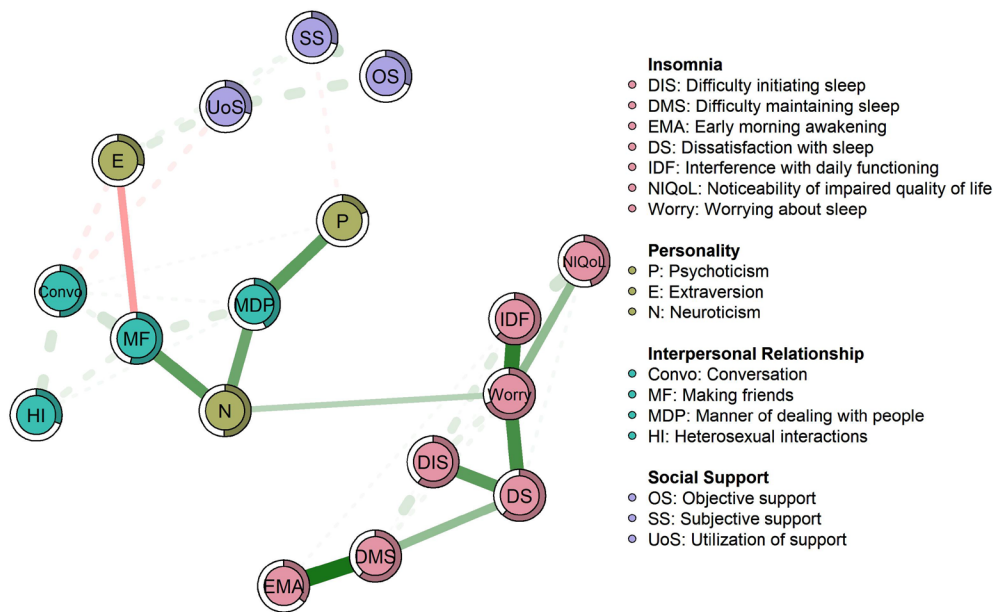 SS
OS
UoS
E
P
Convo
MDP
MF
NIQoL
IDF
HI
N
Worry
DIS
DS
DMS
EMA
Insomnia
DIS: Difficulty initiating sleep
DMS: Difficulty maintaining sleep
EMA: Early morning awakening
DS: Dissatisfaction with sleep
IDF: Interference with daily functioning
NIQoL: Noticeability of impaired quality of life
Worry: Worrying about sleep
Personality
P: Psychoticism
E: Extraversion
N: Neuroticism
Interpersonal Relationship
Convo: Conversation
MF: Making friends
MDP: Manner of dealing with people
HI: Heterosexual interactions
Social Support
OS: Objective support
SS: Subjective support
UoS: Utilization of support